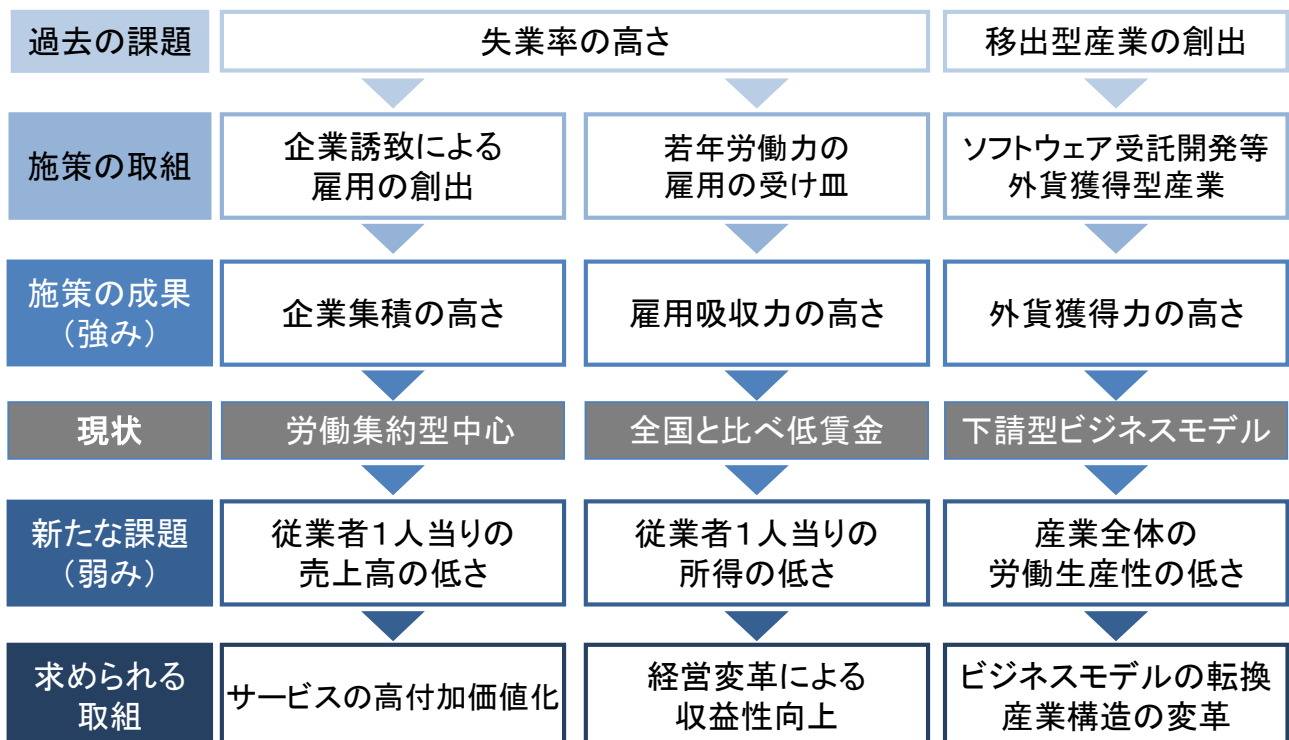 過去の課題
失業率の高さ
移出型産業の創出
施策の取組
企業誘致による
雇用の創出
若年労働力の
雇用の受け皿
ソフトウェア受託開発等
外貨獲得型産業
施策の成果
（強み）
企業集積の高さ
雇用吸収力の高さ
外貨獲得力の高さ
現状
労働集約型中心
全国と比べ低賃金
下請型ビジネスモデル
新たな課題
（弱み）
従業者１人当りの
売上高の低さ
従業者１人当りの
所得の低さ
産業全体の
労働生産性の低さ
求められる
取組
サービスの高付加価値化
経営変革による
収益性向上
ビジネスモデルの転換
産業構造の変革